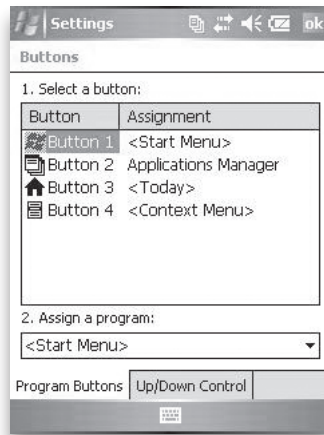 Settings ok
Buttons
1. Select a button:
Button Assignment
Button 1 <Start Menu>
Button 2 Applications Manager
Button 3 <Today>
Button 4 <Context Menu>
2. Assign a program:
<Start Menu>
Program Buttons Up/Down Control